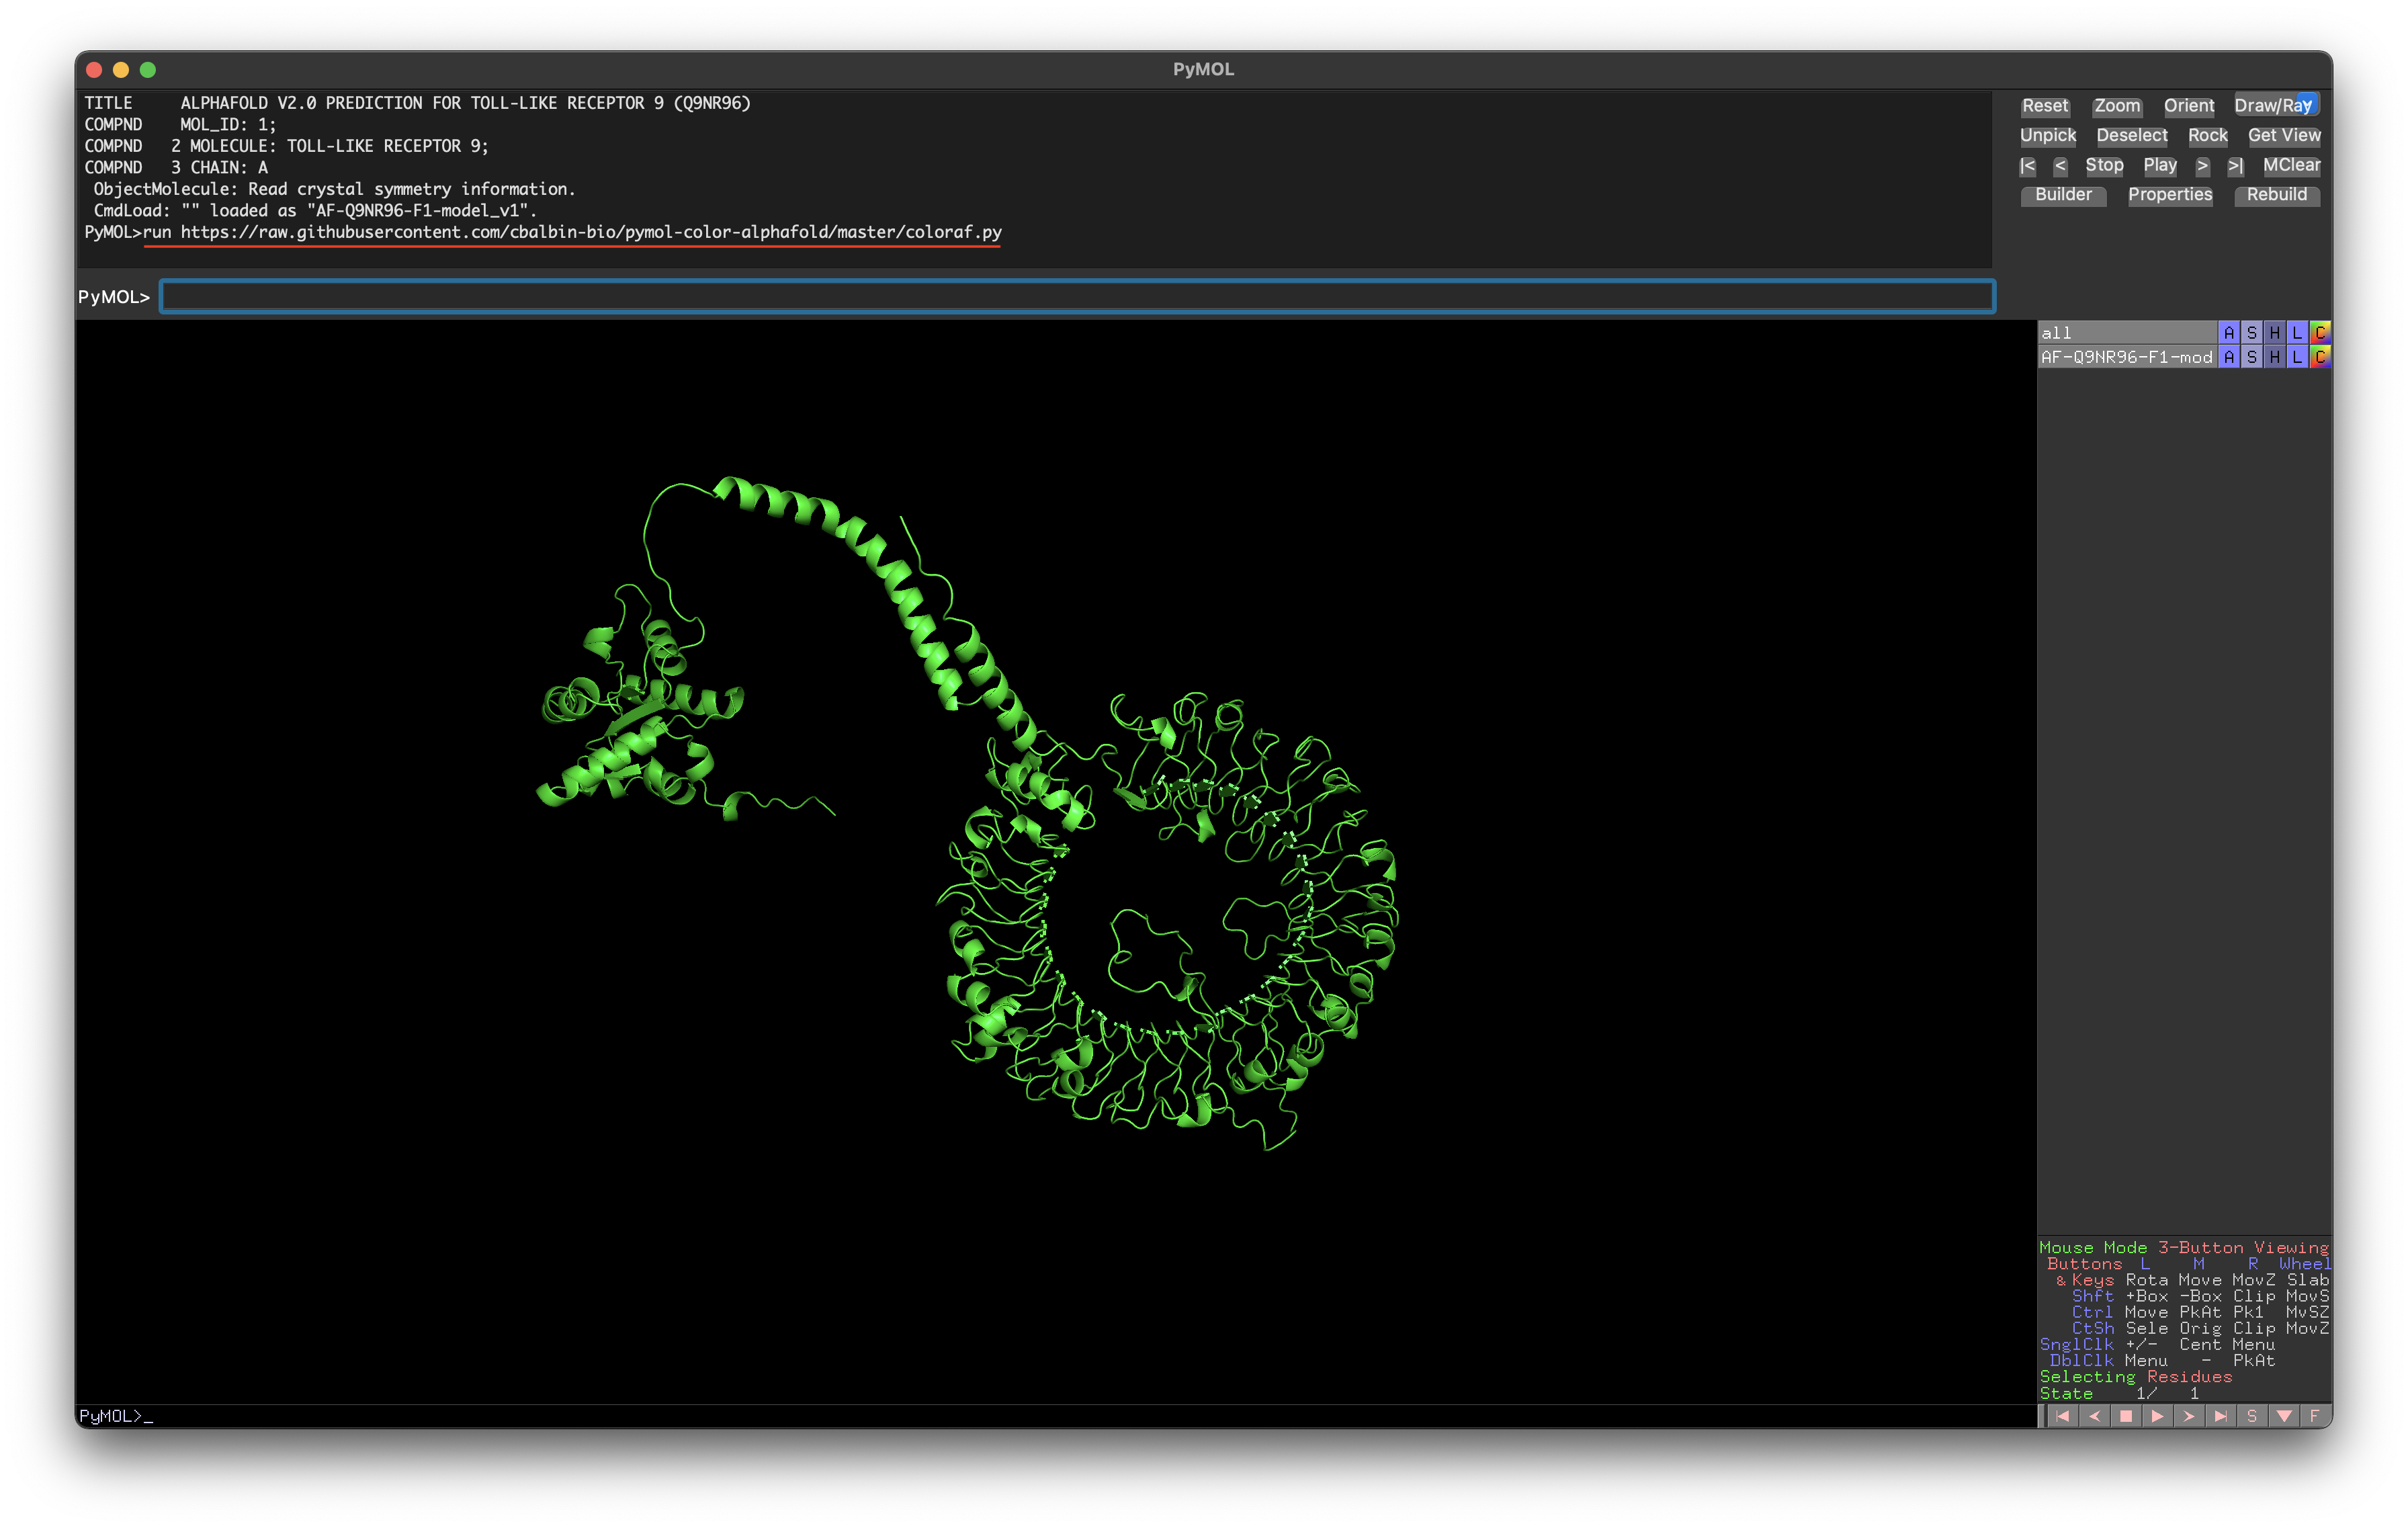 PyMOL
TITLE     ALPHAFOLD V2.0 PREDICTION FOR TOLL-LIKE RECEPTOR 9 (Q9NR96)
COMPND    MOL_ID: 1;
COMPND   2 MOLECULE: TOLL-LIKE RECEPTOR 9;
COMPND   3 CHAIN: A
ObjectMolecule: Read crystal symmetry information.
CmdLoad: "" loaded as "AF-Q9NR96-F1-model_v1".
PyMOL>run https://raw.githubusercontent.com/cbalbin-bio/pymol-color-alphafold/master/coloraf.py
PyMOL>
Reset Zoom Orient Draw/Ray
Unpick Deselect Rock Get View
|< < Stop Play > >| MClear
Builder Properties Rebuild
all A S H L C
AF-Q9NR96-F1-mod A S H L C
Mouse Mode 3-Button Viewing
Buttons L M R Wheel
& Keys Rota Move MovZ Slab
Shft +Box -Box Clip MovS
Ctrl Move PkAt Pk1 MvSZ
CtSh Sele Orig Clip MovZ
SnglClk +/- Cent Menu
DblClk Menu - PkAt
Selecting Residues
State 1/ 1
PyMOL>_
S F